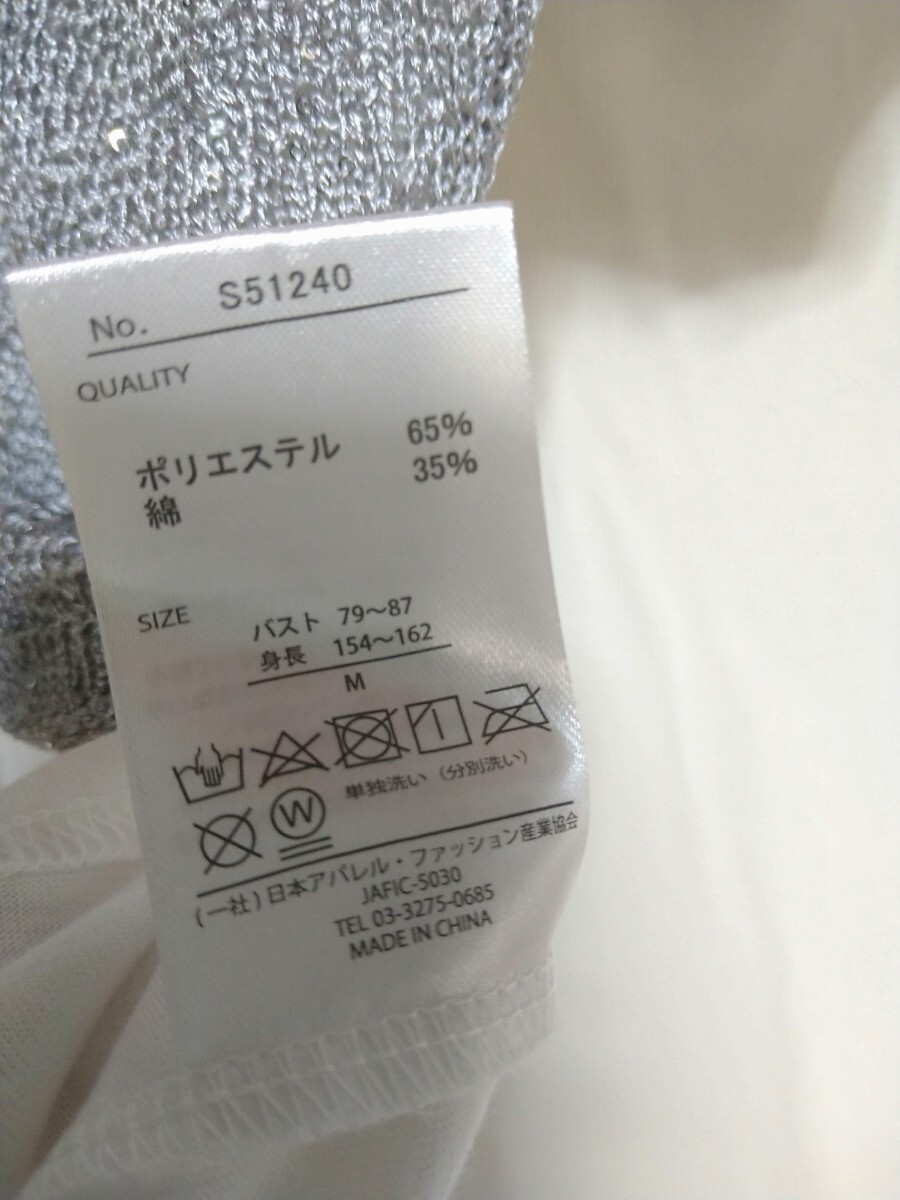 No. S51240
QUALITY
ポリエステル 65%
綿 35%
SIZE
バスト 79〜87
身長 154〜162
M
単独洗い（分別洗い）
W
(一社)日本アパレル・ファッション産業協会
JAFIC-5030
TEL 03-3275-0685
MADE IN CHINA